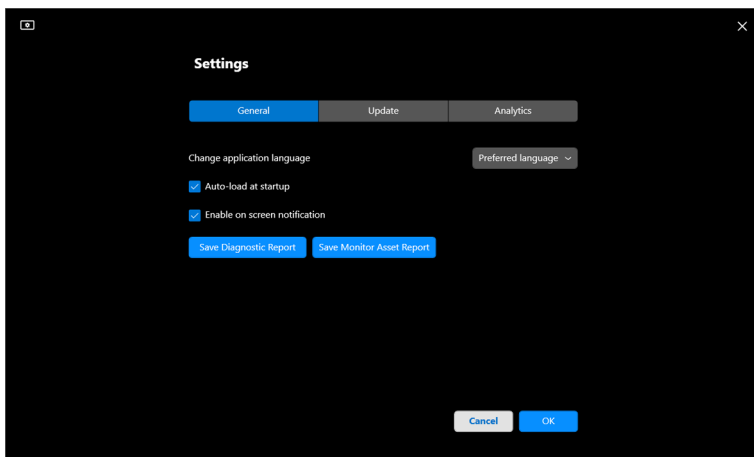 Settings
General Update Analytics
Change application language Preferred language
Auto-load at startup
Enable on screen notification
Save Diagnostic Report Save Monitor Asset Report
Cancel OK